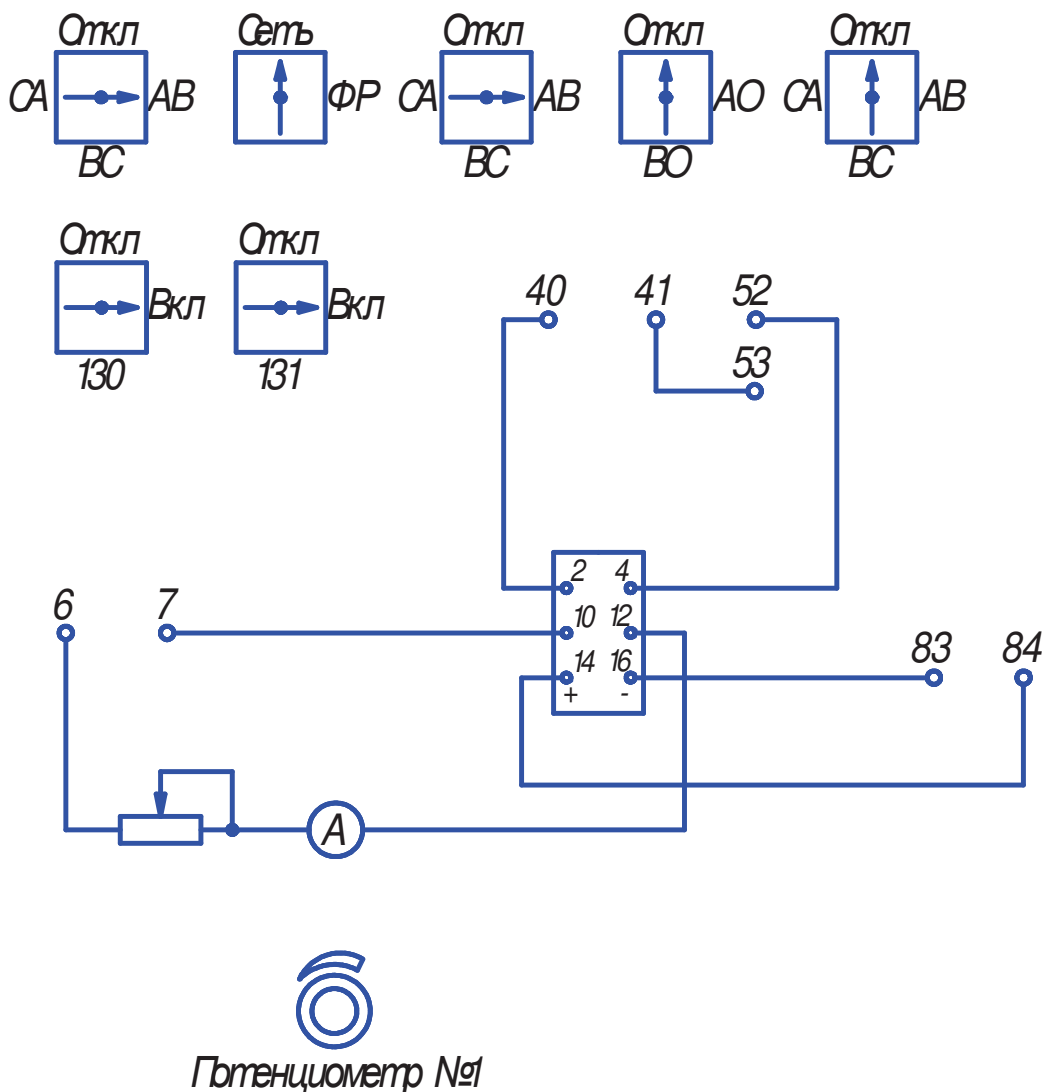 Откл Сеть Откл Откл Откл
СА АВ ФР СА АВ АО СА АВ
ВС ВС ВО ВС
Откл Откл
Вкл Вкл
130 131
40 41 52
53
2 4
6 7 10 12
14 16 83 84
+ -
А
Потенциометр №1